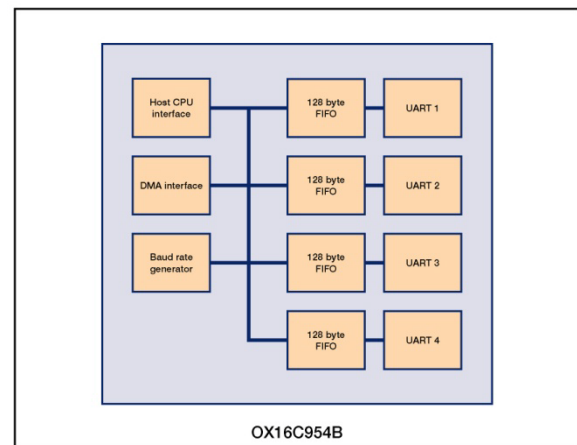 Host CPU
interface
128 byte
FIFO
UART 1
DMA interface
128 byte
FIFO
UART 2
Baud rate
generator
128 byte
FIFO
UART 3
128 byte
FIFO
UART 4
OX16C954B